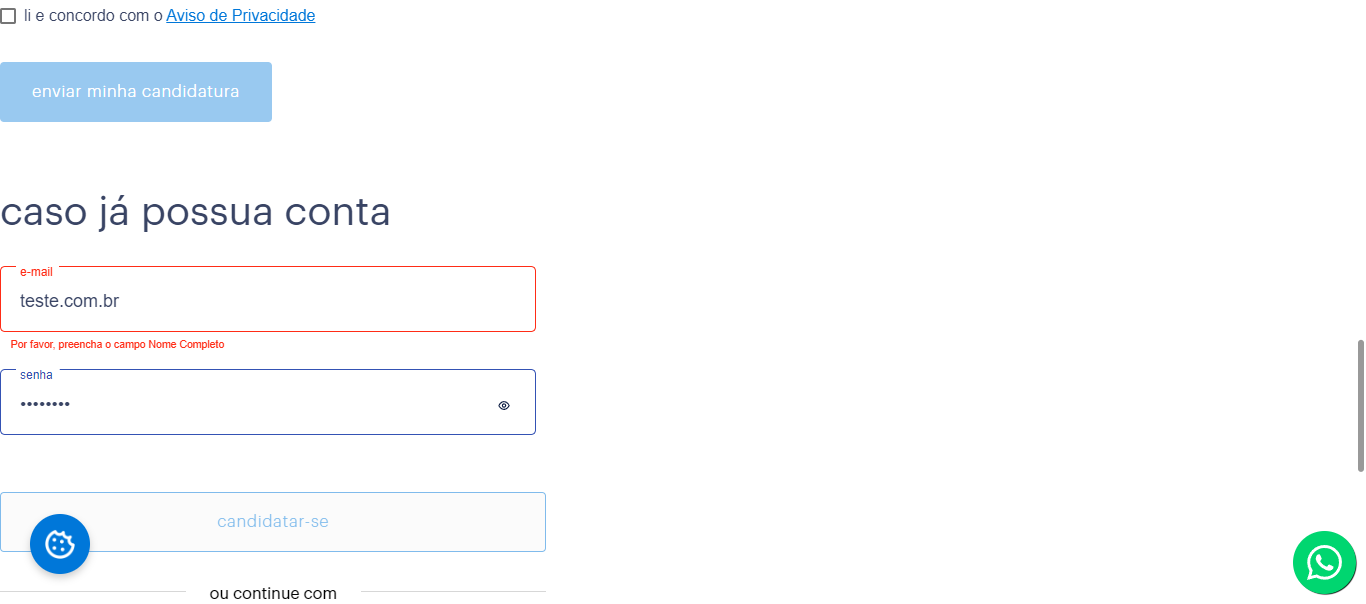 li e concordo com o Aviso de Privacidade
enviar minha candidatura
caso já possua conta
e-mail
teste.com.br
Por favor, preencha o campo Nome Completo
senha
••••••••
candidatar-se
ou continue com